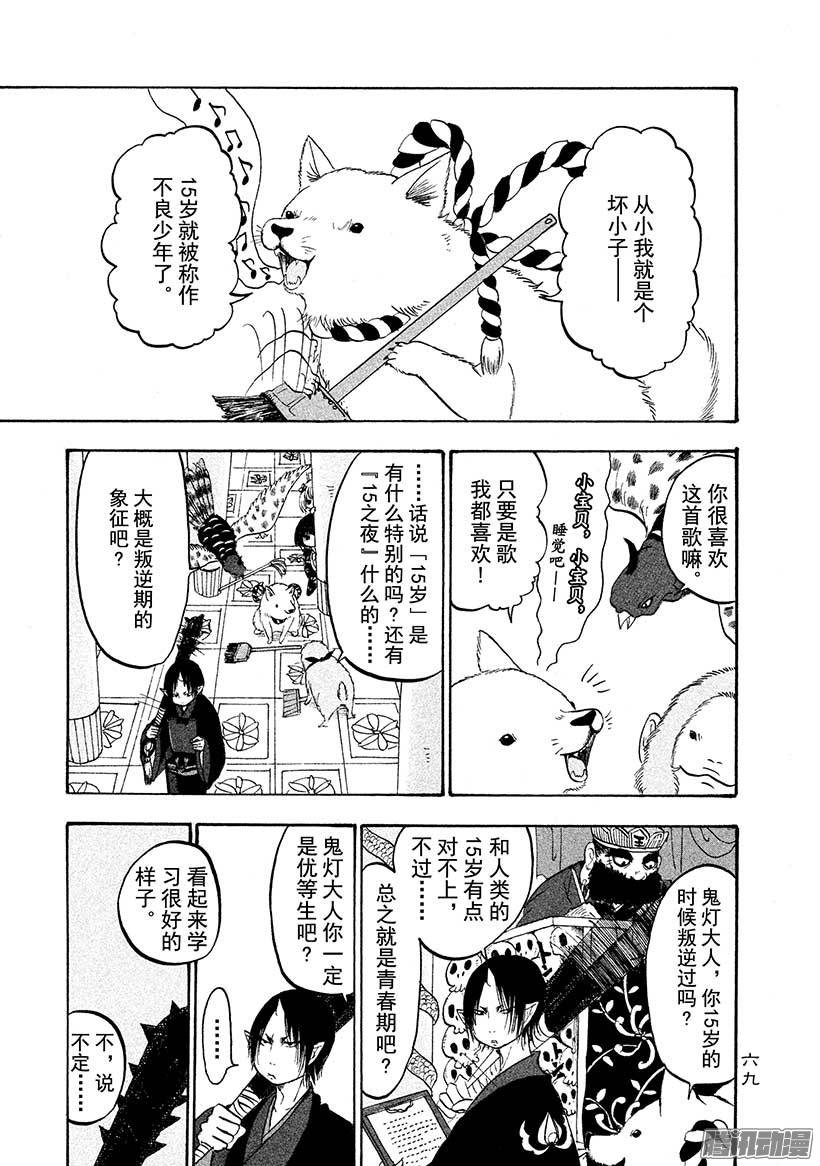 从小我就是个
坏小子——
15岁就被称作
不良少年了。
你很喜欢
这首歌嘛。
小宝贝，小宝贝，
睡觉吧——
只要是歌
我都喜欢！
……话说「15岁」是
有什么特别的吗？还有
『15之夜』什么的……
大概是叛逆期的
象征吧？
鬼灯大人，你15岁的
时候叛逆过吗？
和人类的
15岁有点
对不上，
不过……
总之就是青春期吧？
鬼灯大人你一定
是优等生吧？
……
看起来学
习很好的
样子。
不，说
不定……
六九
腾讯动漫